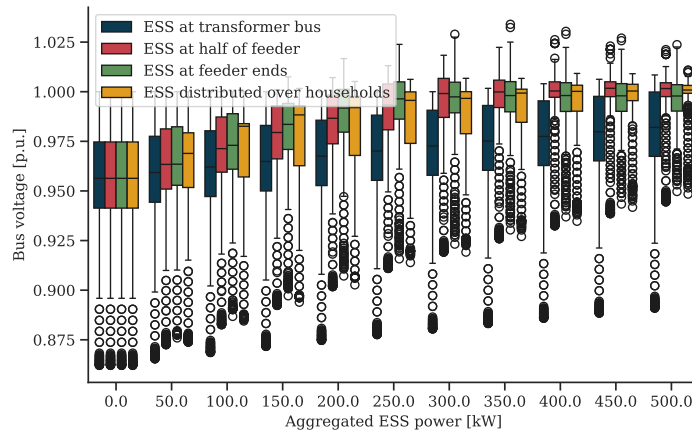 ESS at transformer bus
ESS at half of feeder
ESS at feeder ends
ESS distributed over households
Bus voltage [p.u.]
1.025
1.000
0.975
0.950
0.925
0.900
0.875
0.0 50.0 100.0 150.0 200.0 250.0 300.0 350.0 400.0 450.0 500.0
Aggregated ESS power [kW]